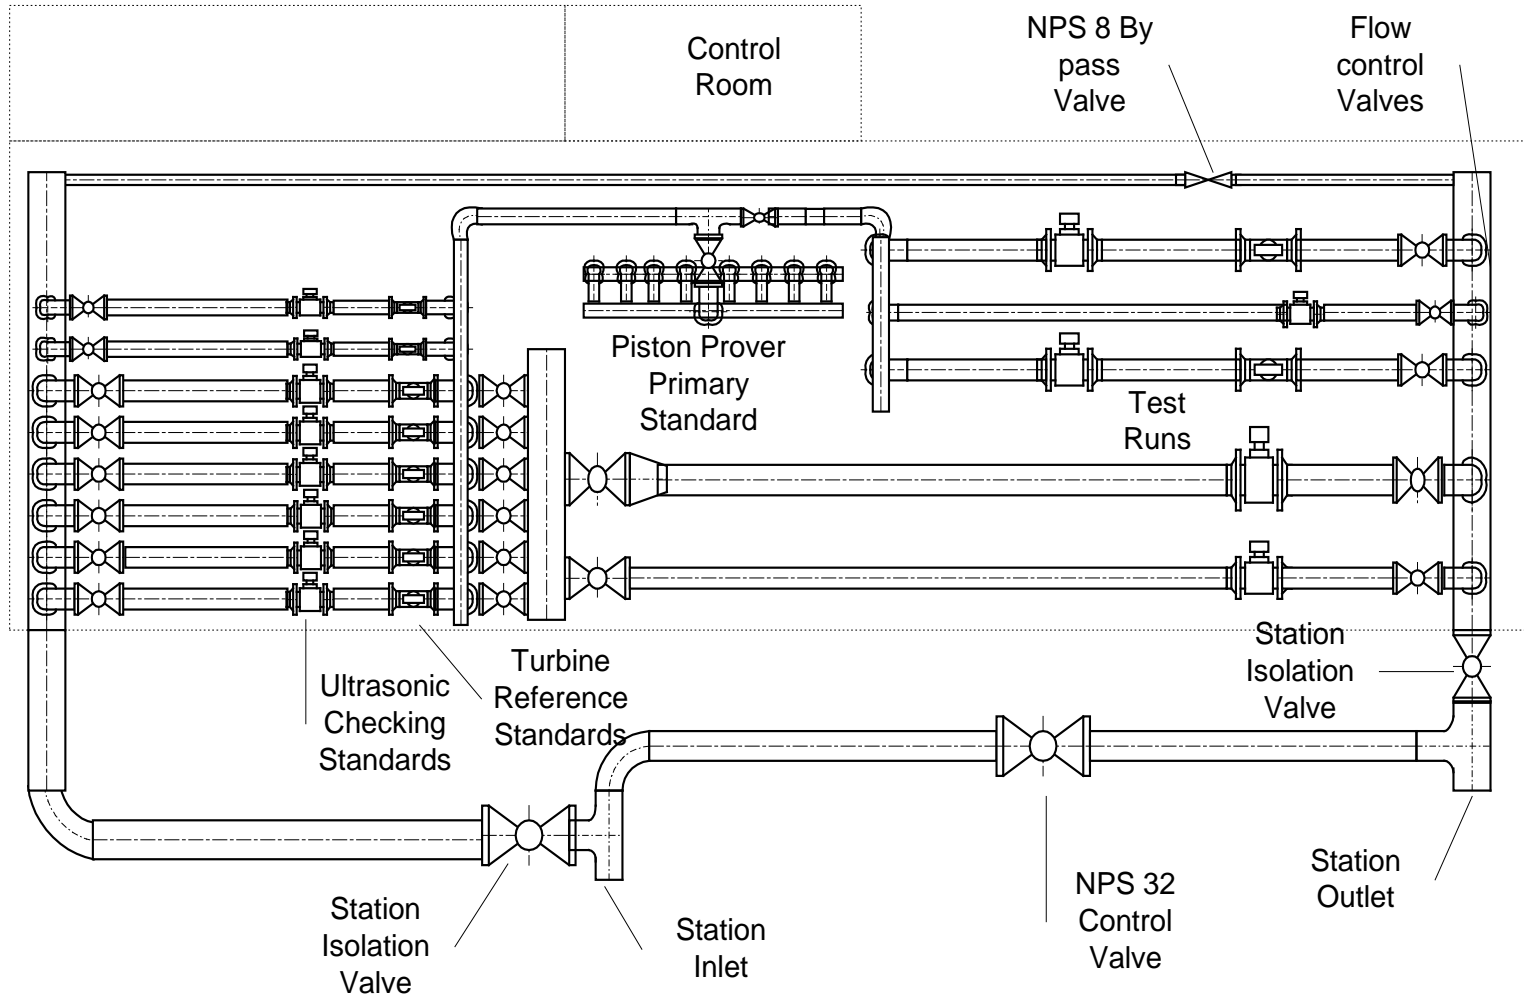 Control
Room
NPS 8 By
pass
Valve
Flow
control
Valves
Piston Prover
Primary
Standard
Test
Runs
Ultrasonic
Checking
Standards
Turbine
Reference
Standards
Station
Isolation
Valve
Station
Isolation
Valve
Station
Inlet
NPS 32
Control
Valve
Station
Outlet